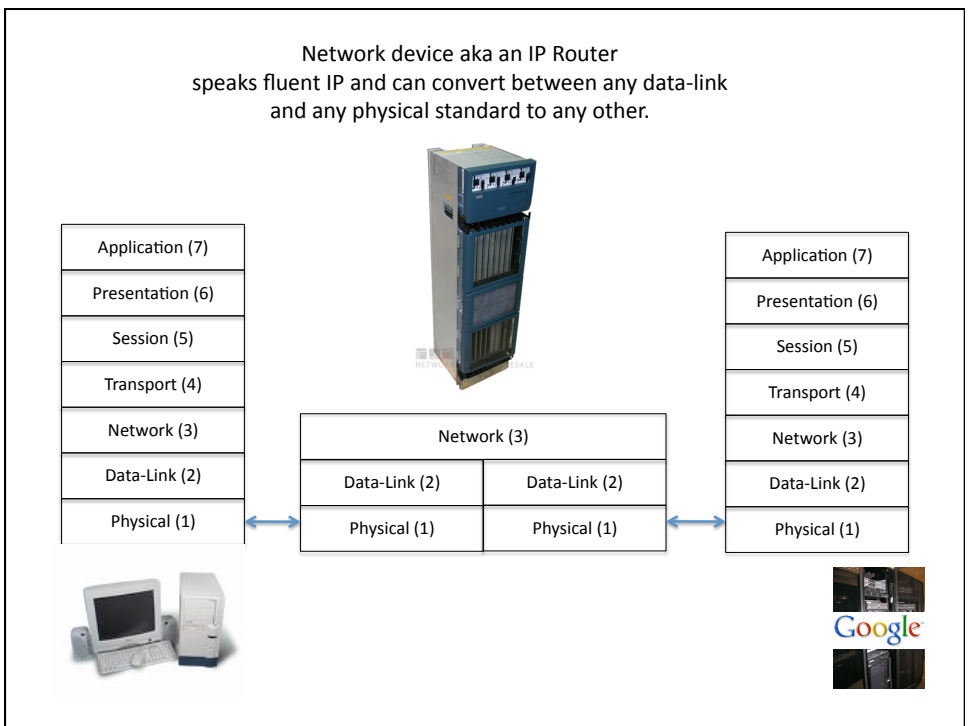 Network device aka an IP Router
speaks fluent IP and can convert between any data-link
and any physical standard to any other.
Application (7)
Presentation (6)
Session (5)
Transport (4)
Network (3)
Data-Link (2)
Physical (1)
Network (3)
Data-Link (2)
Data-Link (2)
Physical (1)
Physical (1)
Application (7)
Presentation (6)
Session (5)
Transport (4)
Network (3)
Data-Link (2)
Physical (1)
Google